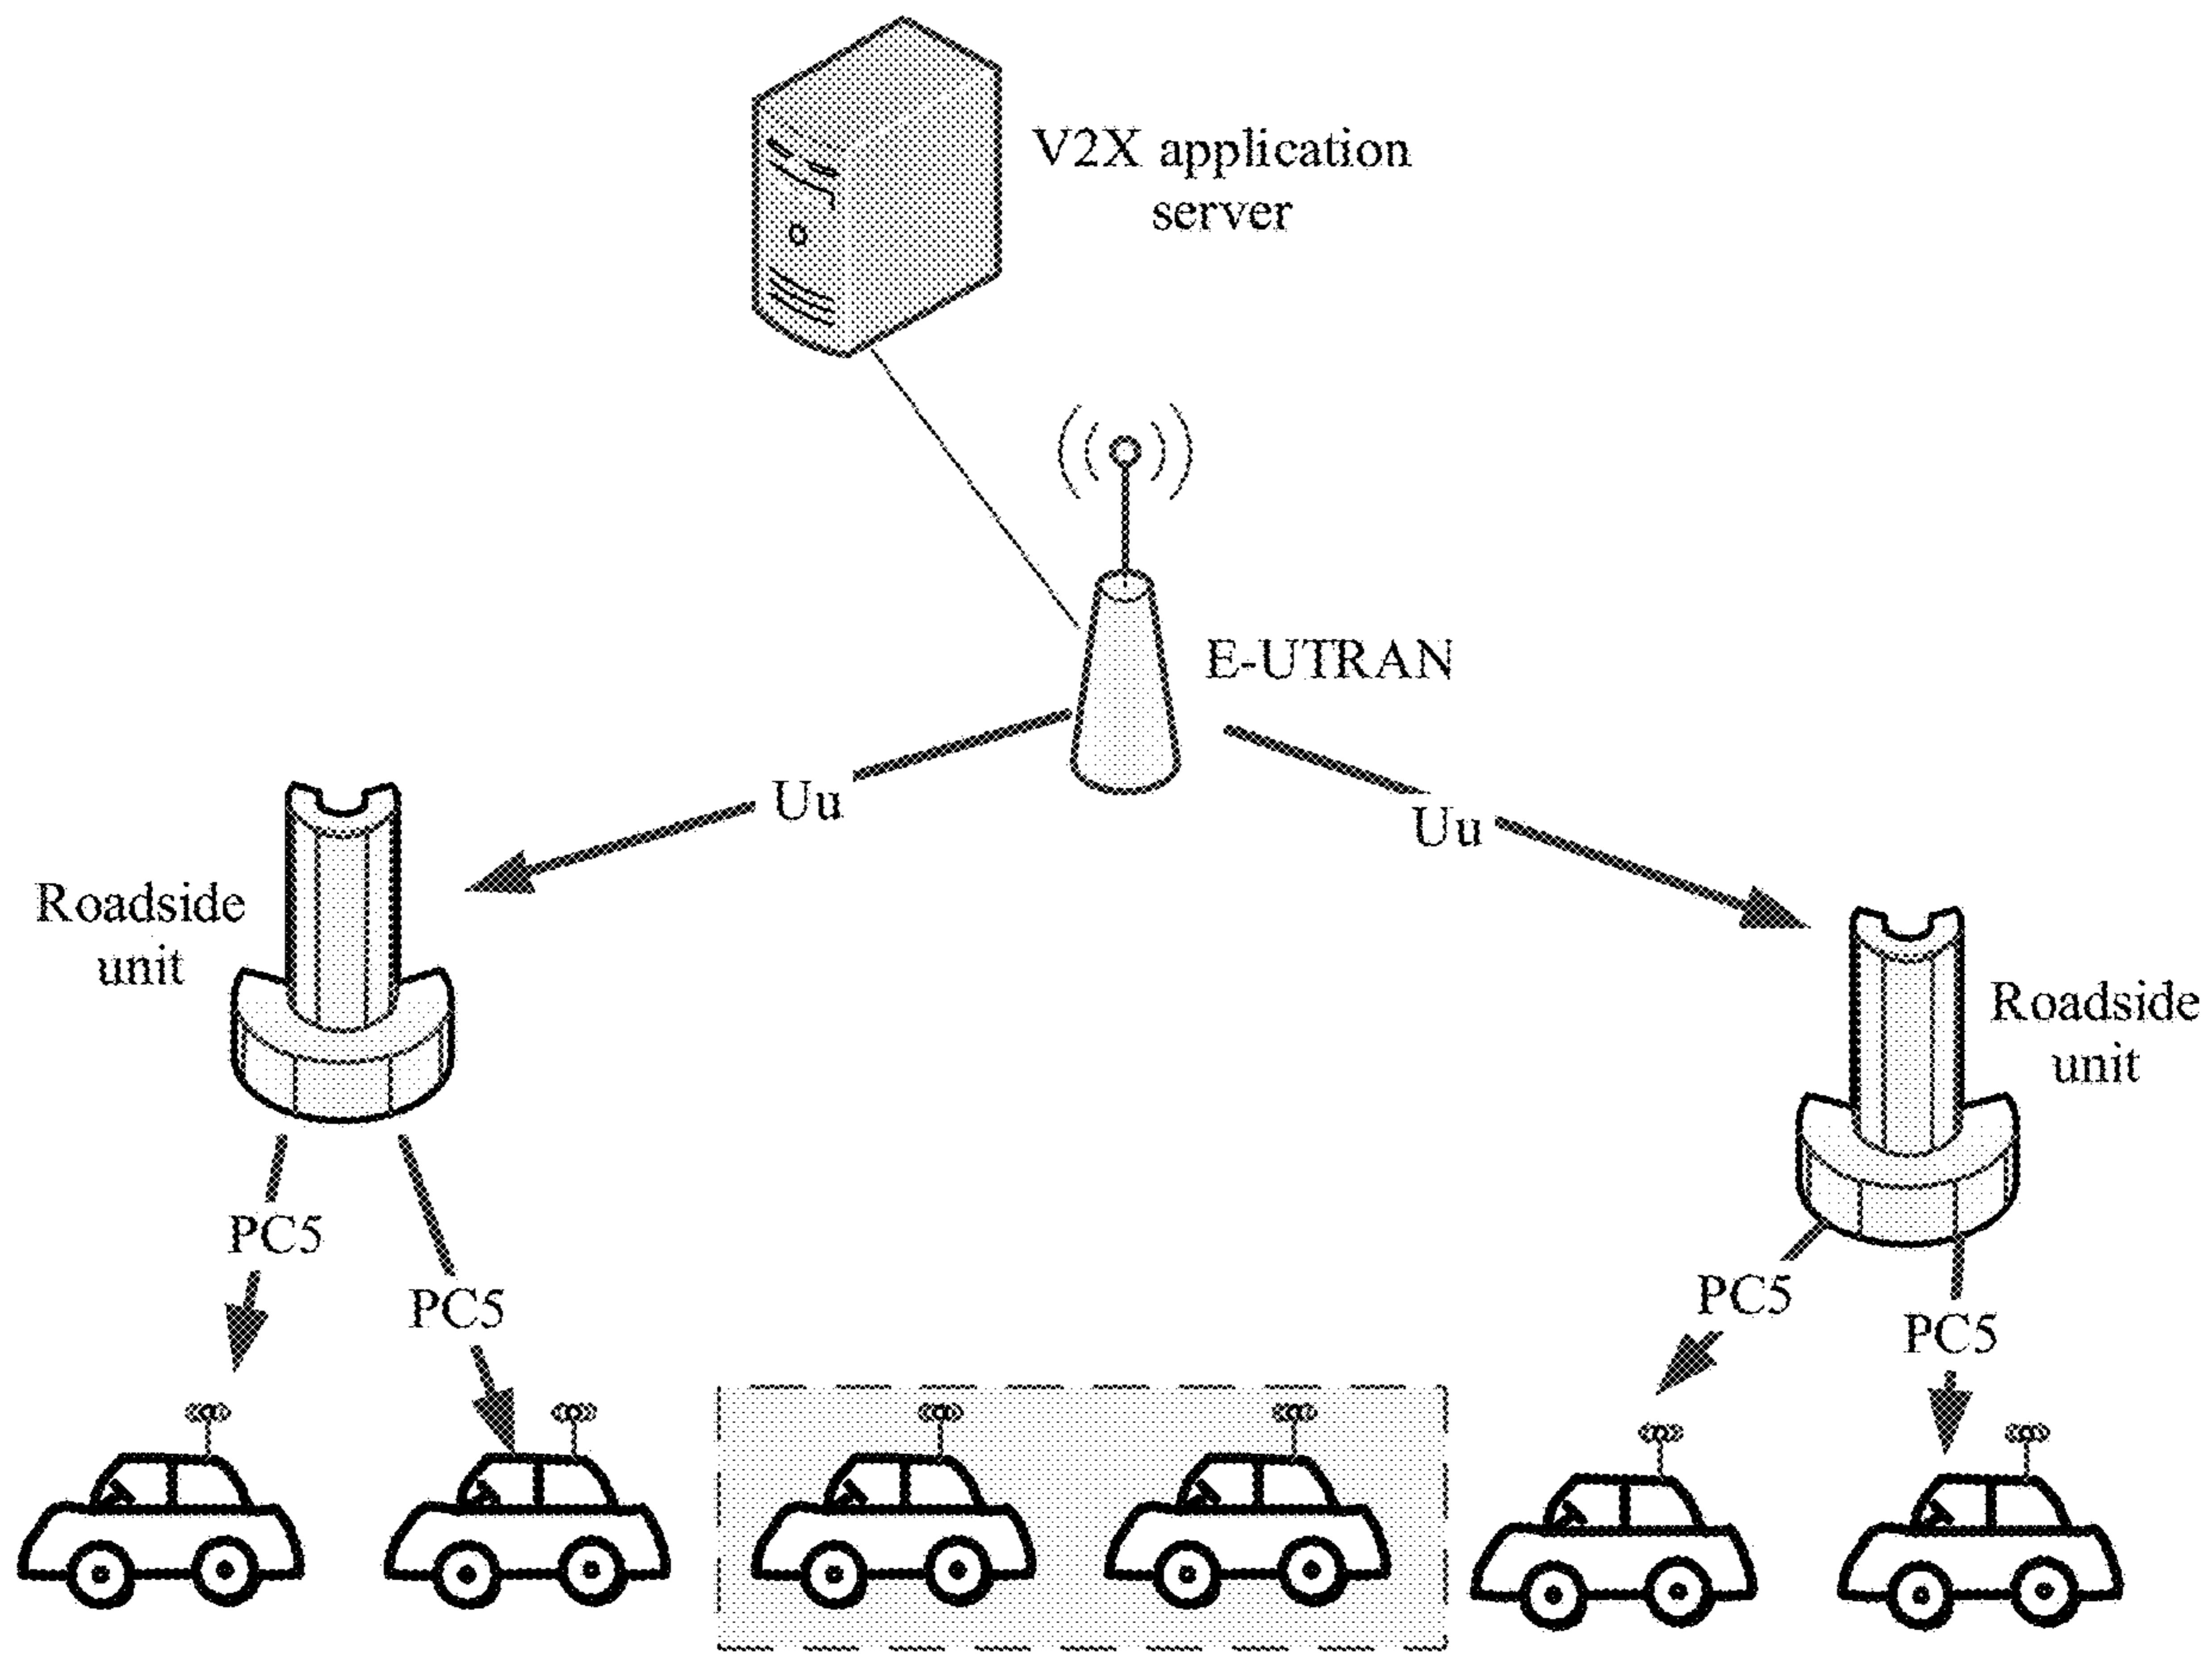 V2X application
server
E-UTRAN
Uu
Uu
Roadside
unit
Roadside
unit
PC5
PC5
PC5
PC5